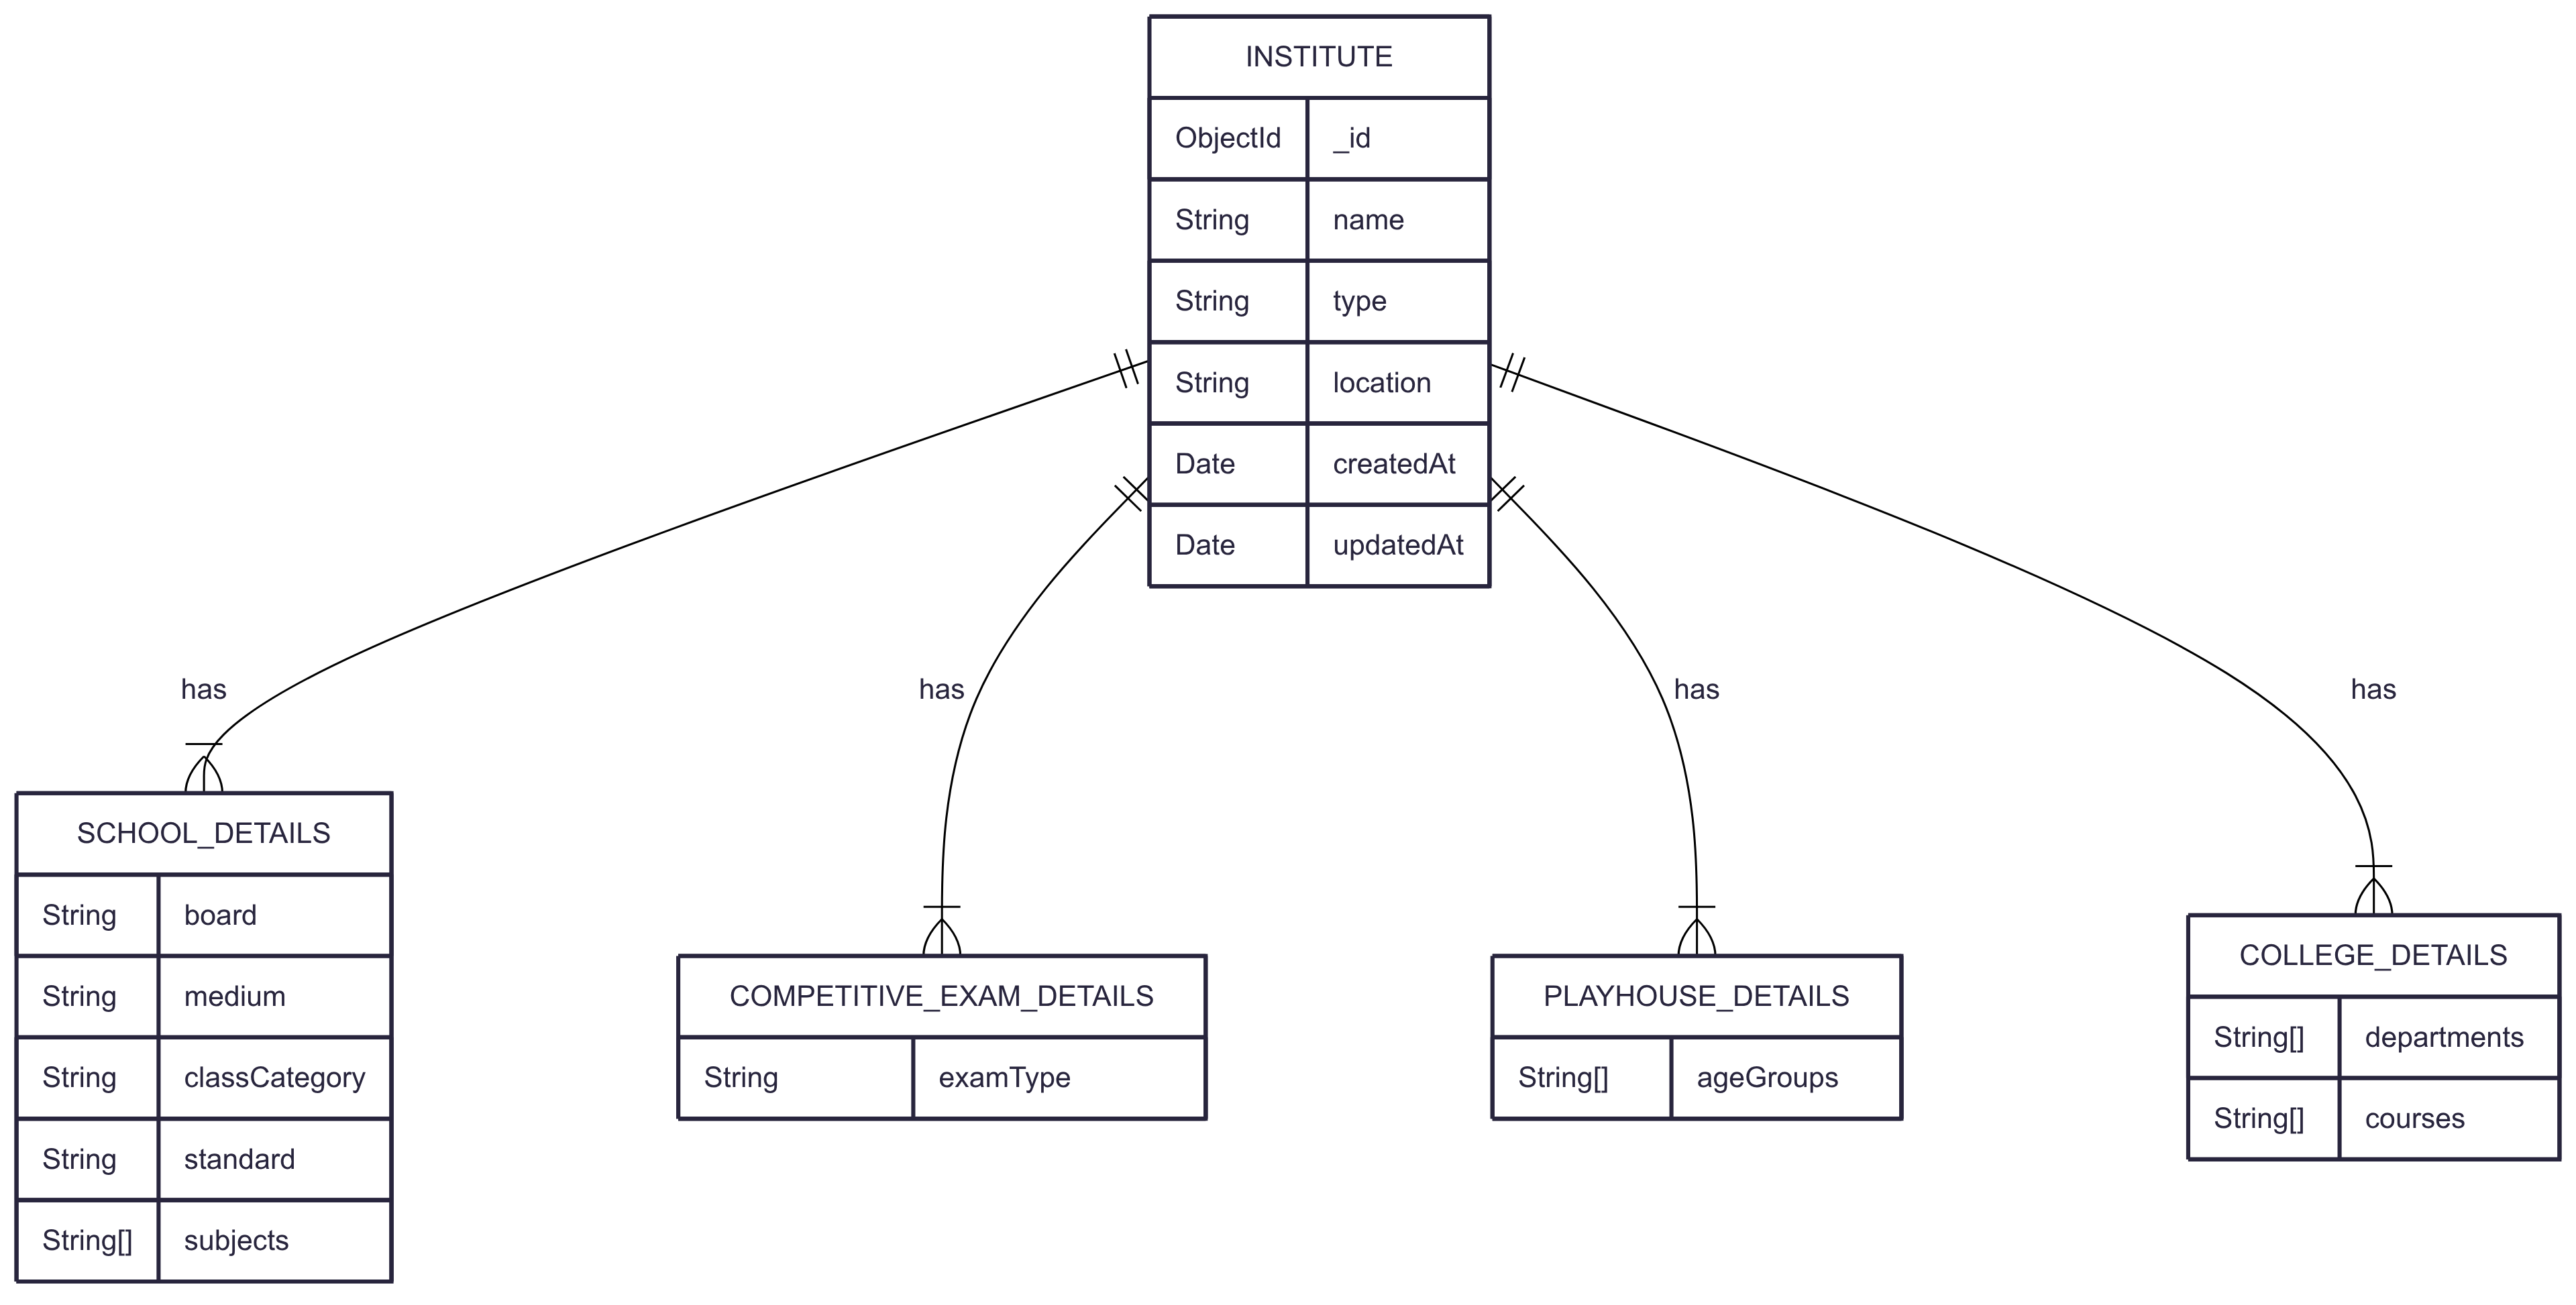 INSTITUTE
ObjectId _id
String name
String type
String location
Date createdAt
Date updatedAt
has has has has
SCHOOL_DETAILS
String board
String medium
String classCategory
String standard
String[] subjects
COMPETITIVE_EXAM_DETAILS
String examType
PLAYHOUSE_DETAILS
String[] ageGroups
COLLEGE_DETAILS
String[] departments
String[] courses